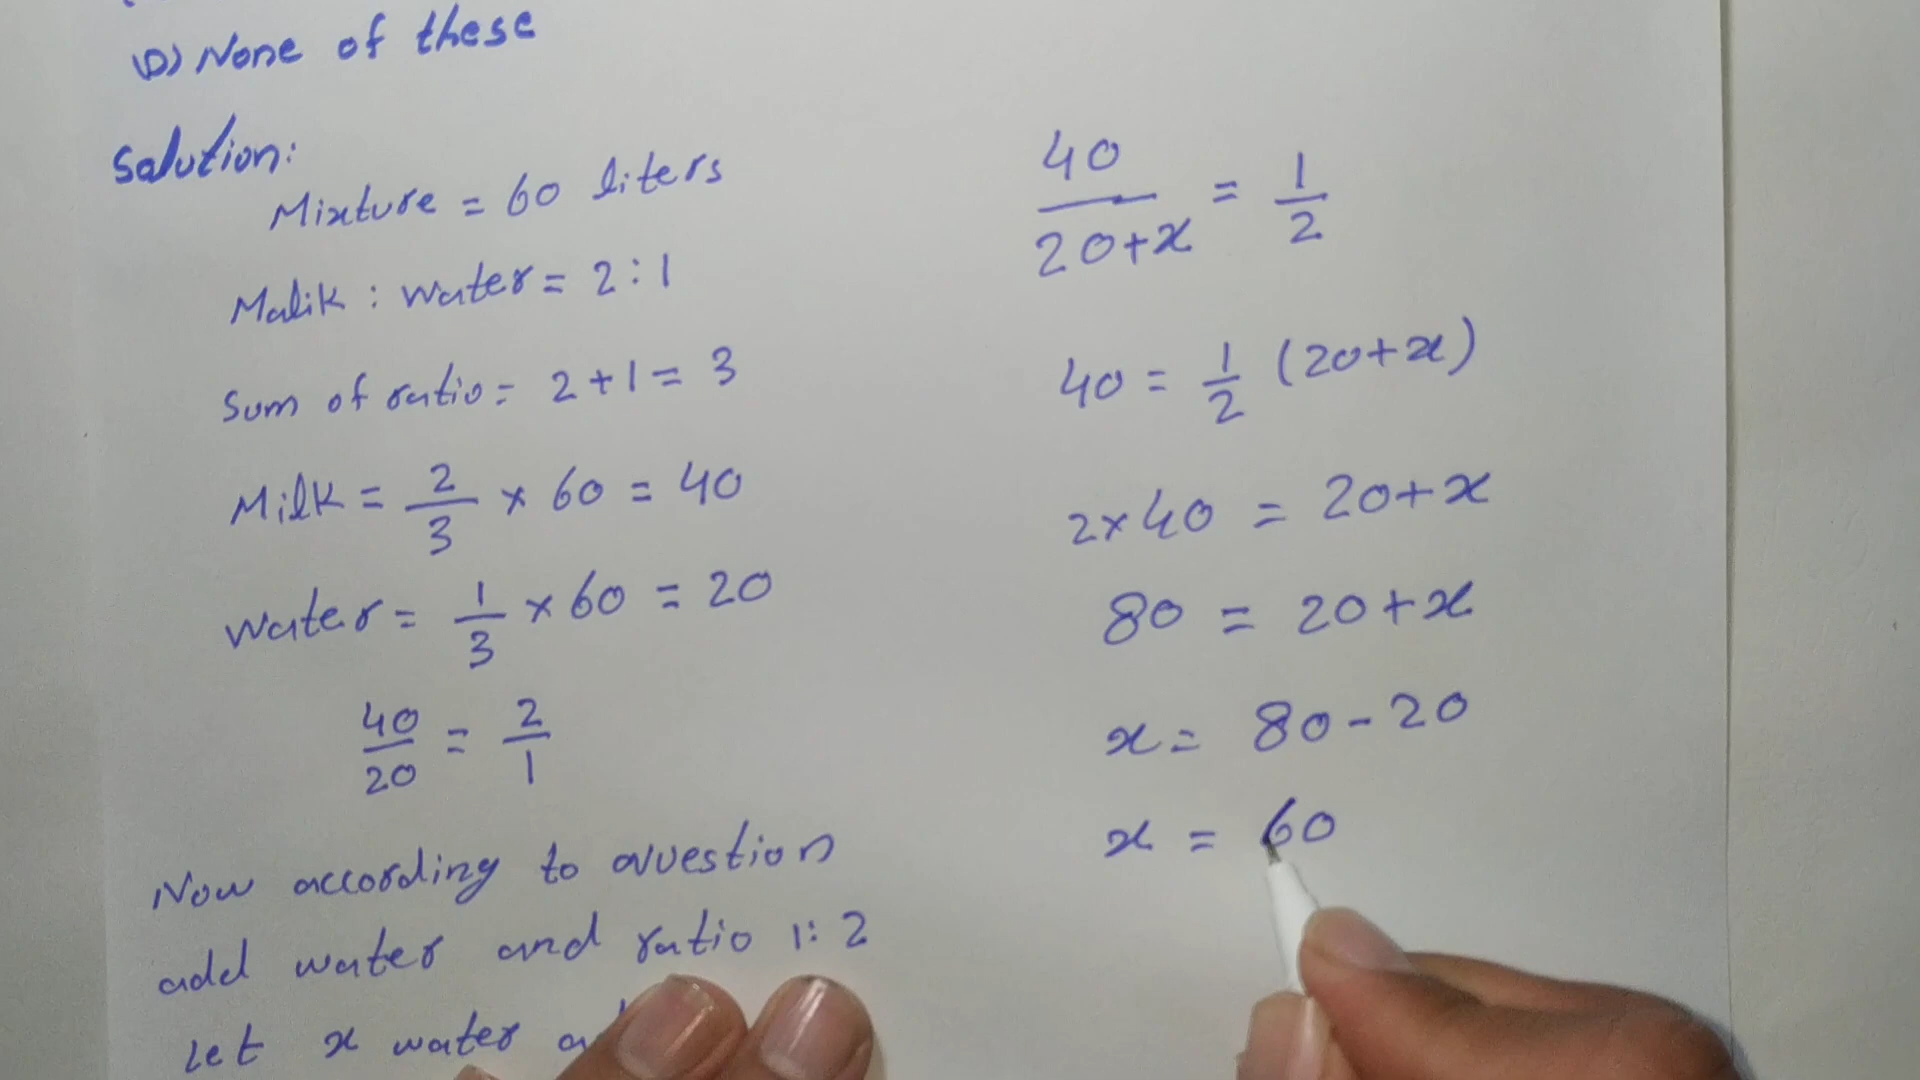 (D) None of these
Solution:
Mixture = 60 liters
Malik : water = 2:1
Sum of ratio = 2+1 = 3
Milk = 2/3 × 60 = 40
water = 1/3 × 60 = 20
40/20 = 2/1
Now according to question
add water and ratio 1:2
Let x water
40/20+x = 1/2
40 = 1/2 (20+x)
2×40 = 20+x
80 = 20+x
x = 80-20
x = 60